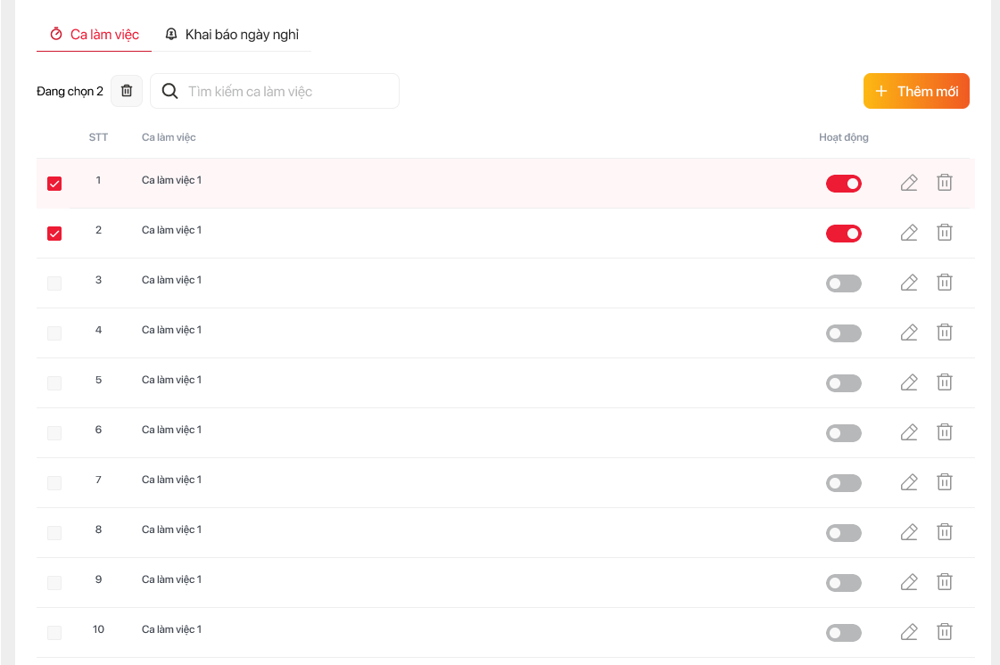 Ca làm việc Khai báo ngày nghỉ
Đang chọn 2 Tìm kiếm ca làm việc Thêm mới
STT Ca làm việc Hoạt động
1 Ca làm việc 1
2 Ca làm việc 1
3 Ca làm việc 1
4 Ca làm việc 1
5 Ca làm việc 1
6 Ca làm việc 1
7 Ca làm việc 1
8 Ca làm việc 1
9 Ca làm việc 1
10 Ca làm việc 1